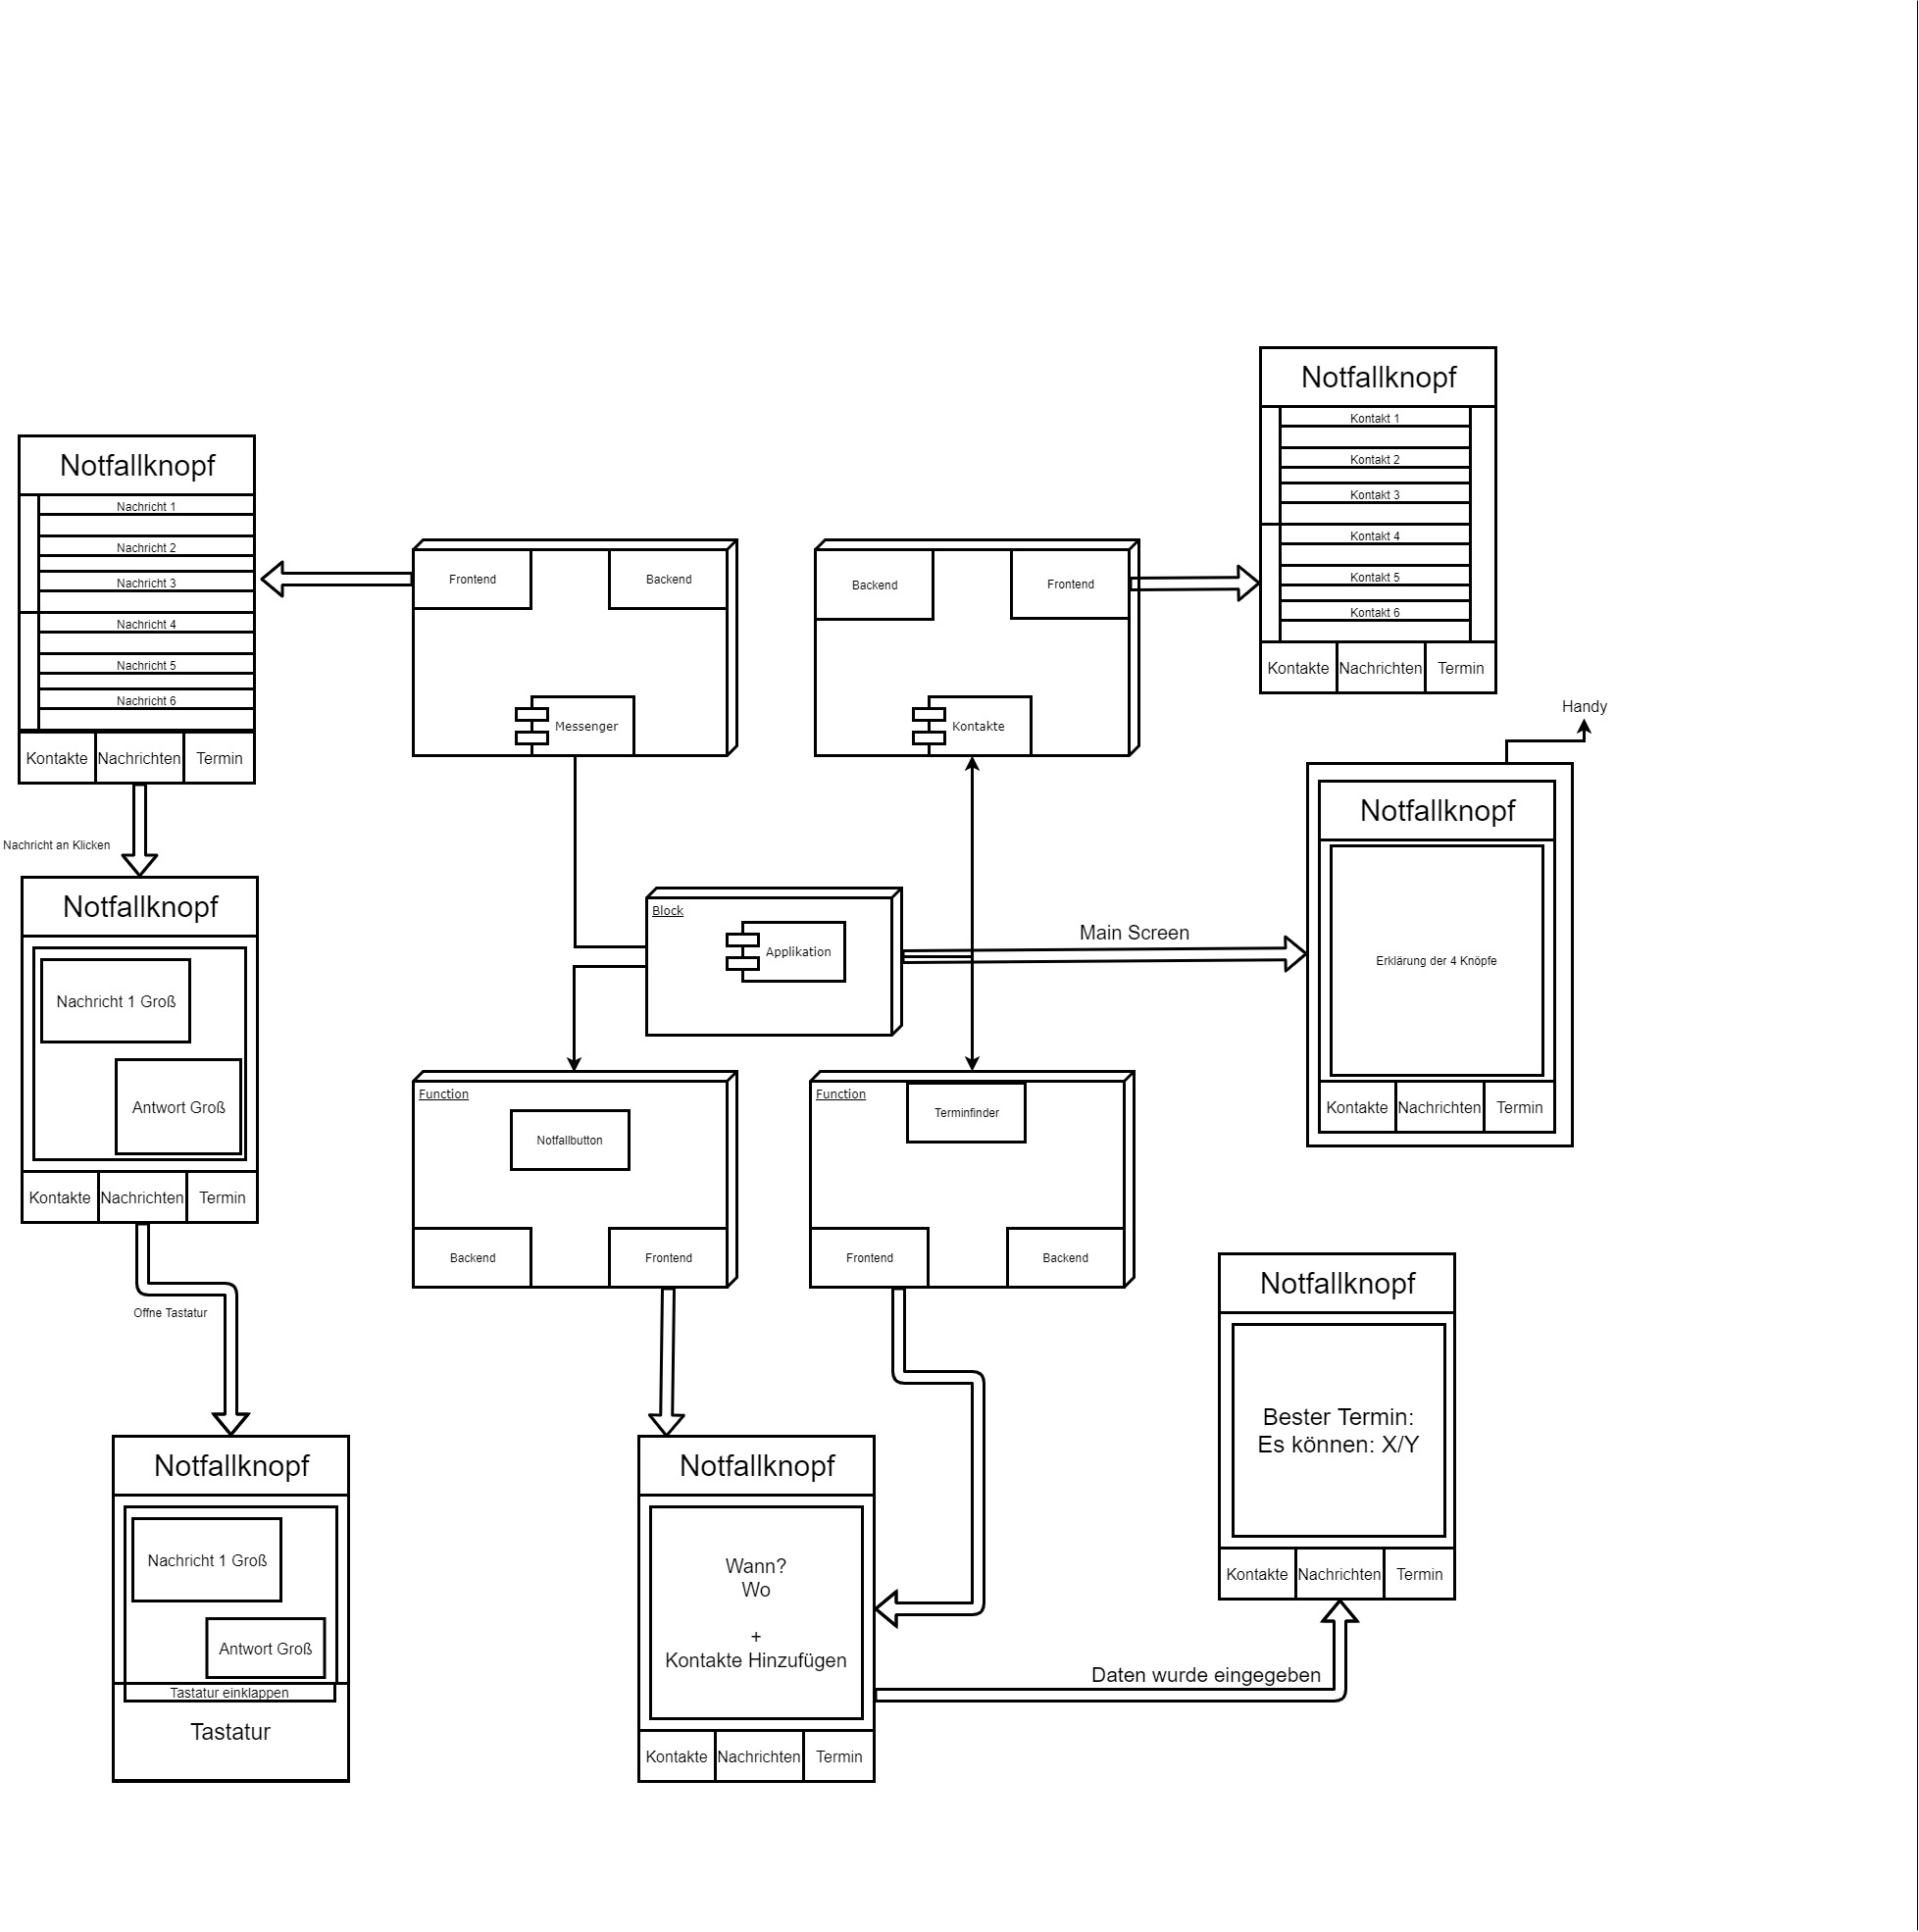 Notfallknopf
Kontakt 1
Kontakt 2
Kontakt 3
Kontakt 4
Kontakt 5
Kontakt 6
Kontakte Nachrichten Termin
Notfallknopf
Nachricht 1
Nachricht 2
Nachricht 3
Nachricht 4
Nachricht 5
Nachricht 6
Kontakte Nachrichten Termin
Frontend
Backend
Messenger
Backend
Frontend
Kontakte
Handy
Notfallknopf
Erklärung der 4 Knöpfe
Kontakte Nachrichten Termin
Nachricht an Klicken
Notfallknopf
Nachricht 1 Groß
Antwort Groß
Kontakte Nachrichten Termin
Block
Applikation
Main Screen
Function
Notfallbutton
Backend
Frontend
Function
Terminfinder
Frontend
Backend
Offne Tastatur
Notfallknopf
Nachricht 1 Groß
Antwort Groß
Tastatur einklappen
Tastatur
Notfallknopf
Wann?
Wo
+
Kontakte Hinzufügen
Kontakte Nachrichten Termin
Daten wurde eingegeben
Notfallknopf
Bester Termin:
Es können: X/Y
Kontakte Nachrichten Termin